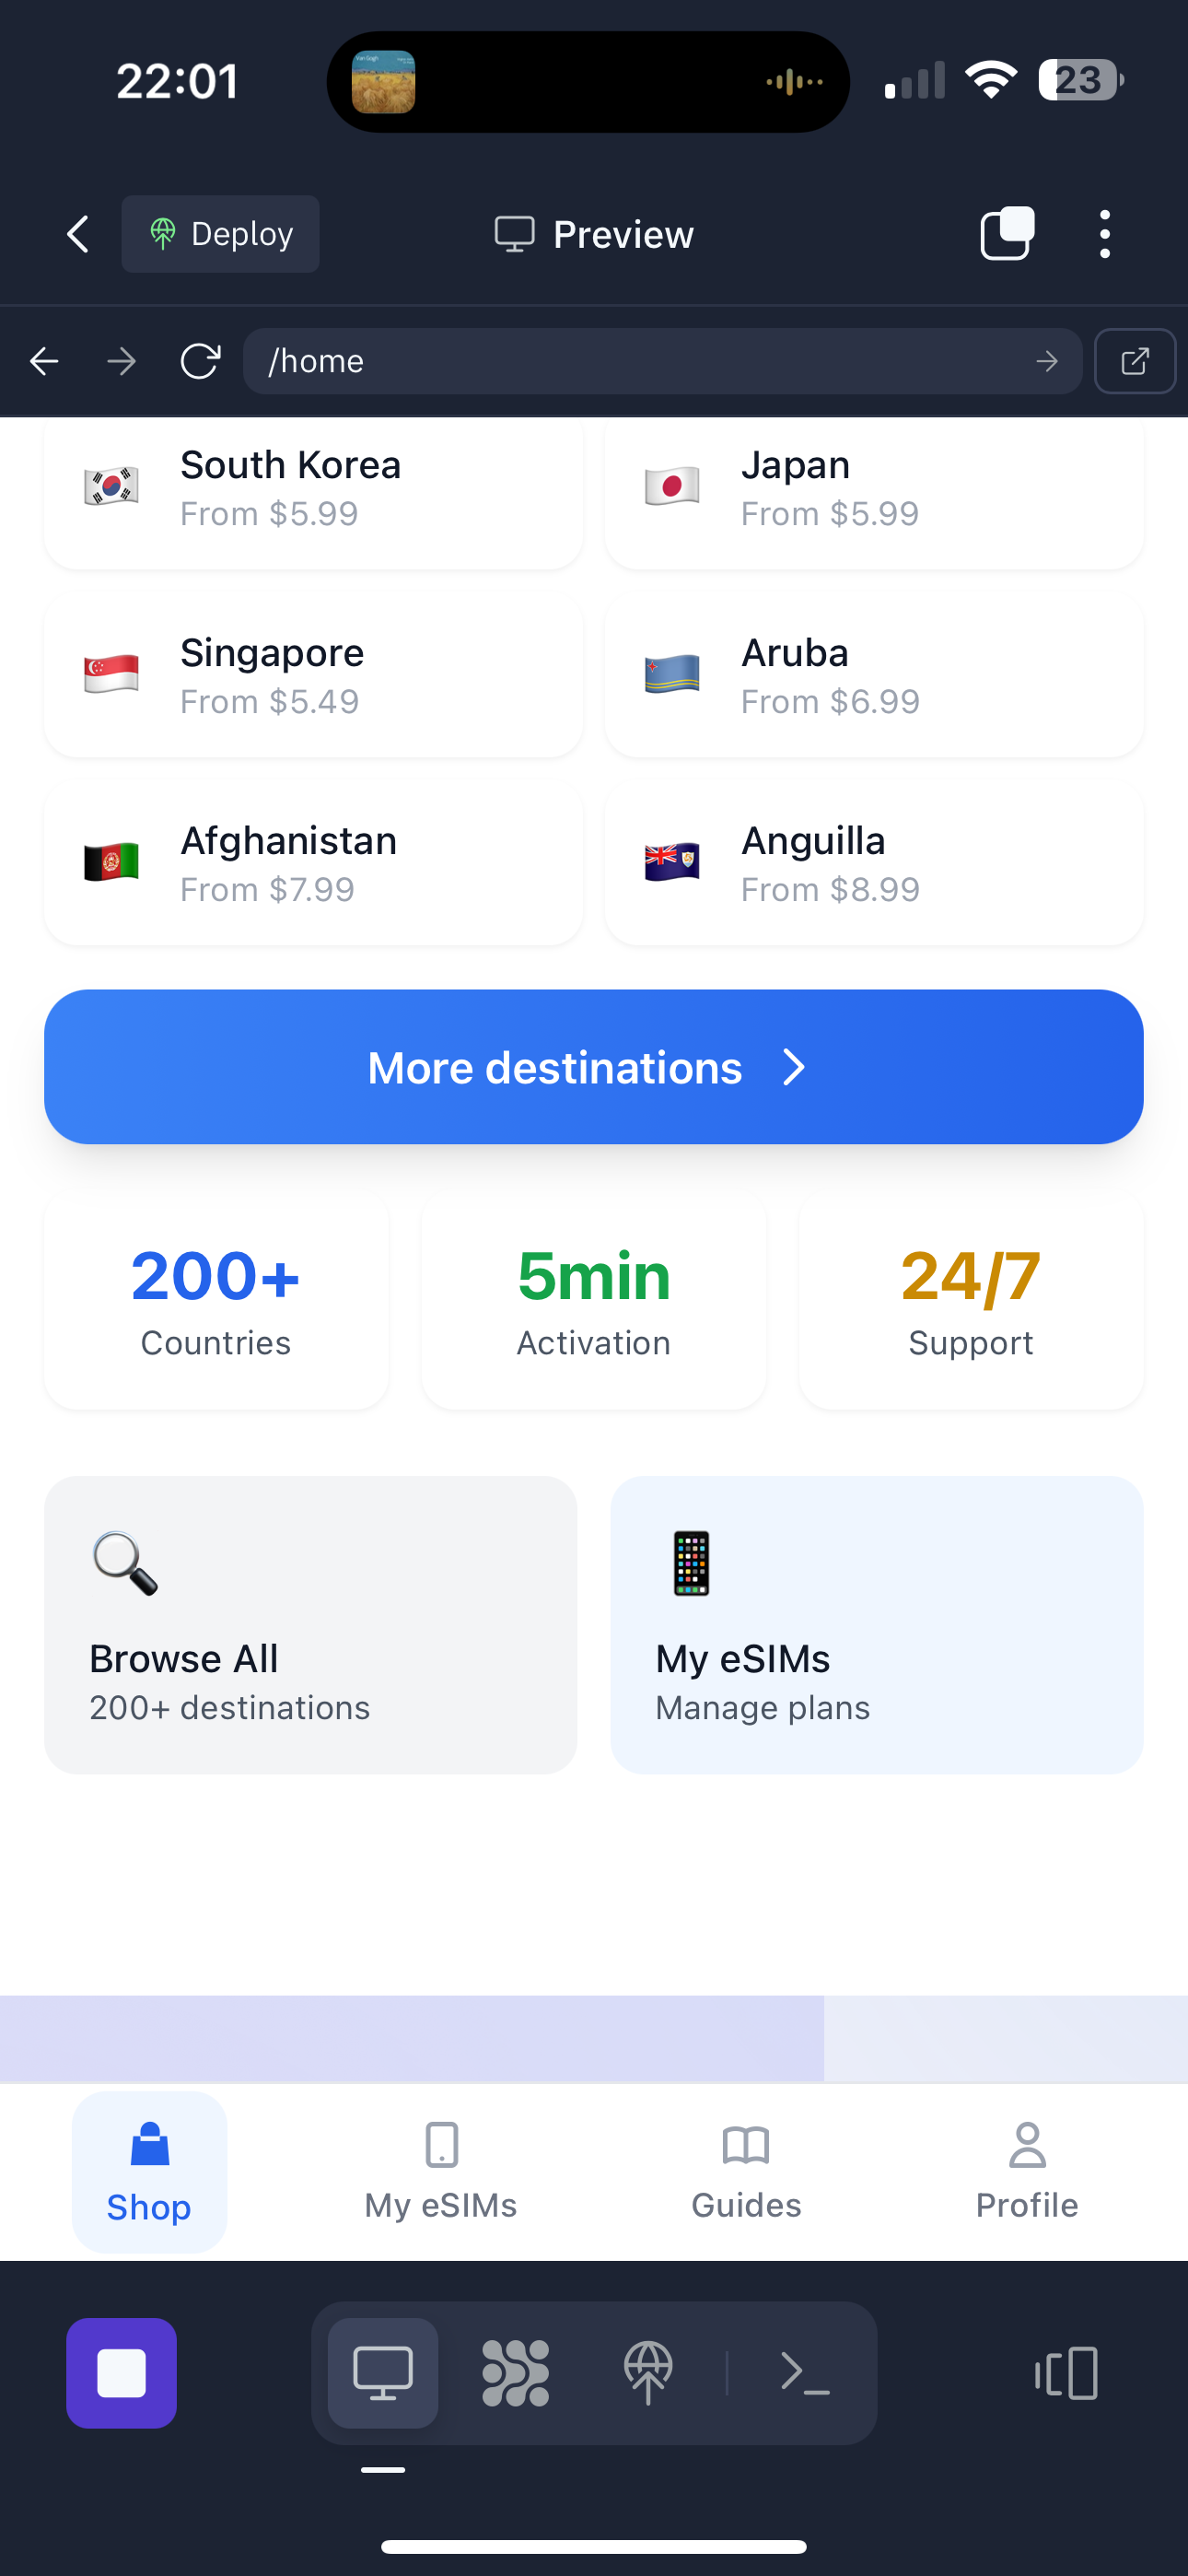 22:01
Van Gogh
23
Deploy
Preview
/home
South Korea
From $5.99
Japan
From $5.99
Singapore
From $5.49
Aruba
From $6.99
Afghanistan
From $7.99
Anguilla
From $8.99
More destinations
200+
Countries
5min
Activation
24/7
Support
Browse All
200+ destinations
My eSIMs
Manage plans
Shop
My eSIMs
Guides
Profile